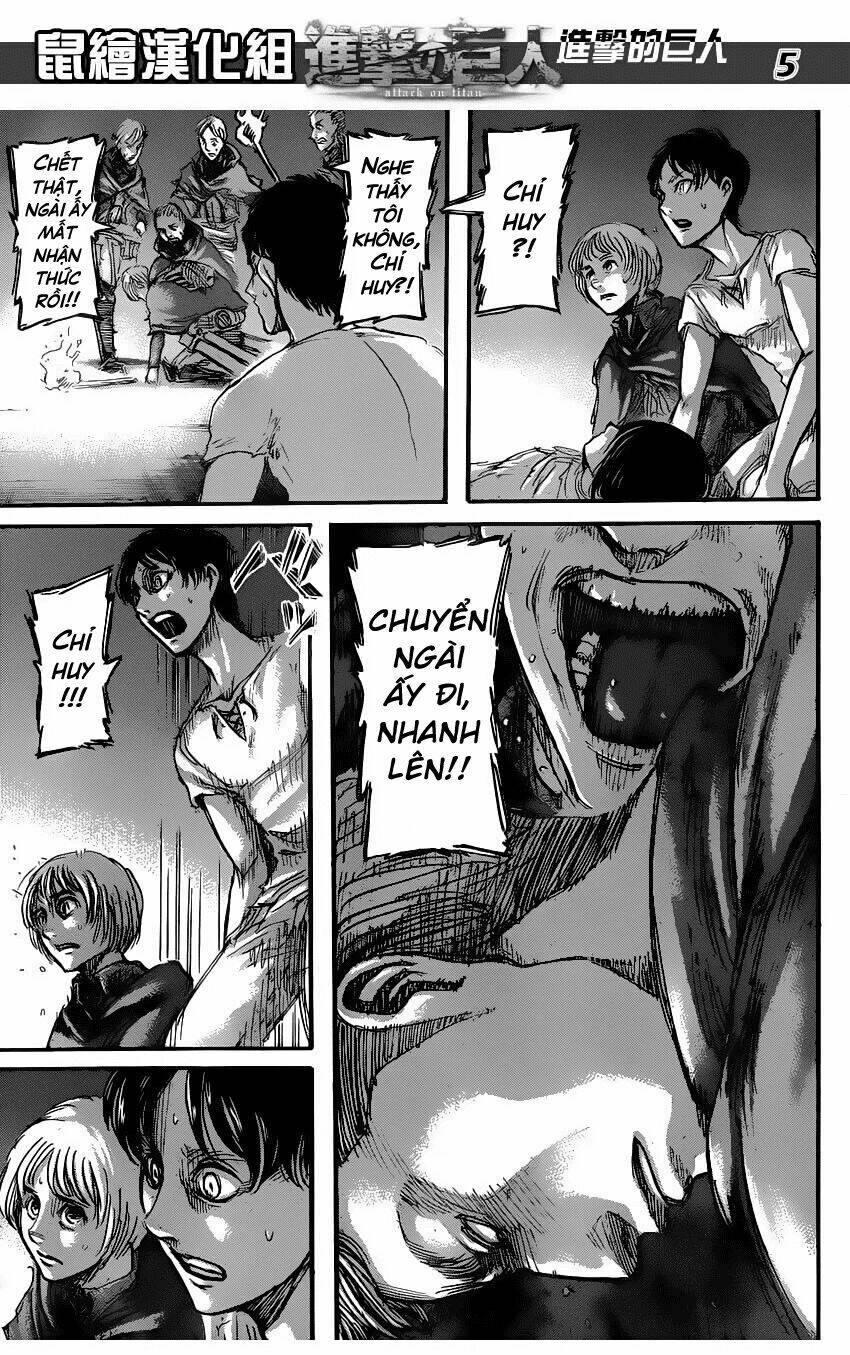 鼠繪漢化組
進撃の巨人
attack on titan
進擊的巨人
5
CHỈ
HUY
?!
NGHE
THẤY
TÔI
KHÔNG,
CHỈ
HUY?!
CHẾT
THẬT,
NGÀI ẤY
MẤT
NHẬN
THỨC
RỒI!!
CHUYỂN
NGÀI
ẤY ĐI,
NHANH
LÊN!!
CHỈ
HUY
!!!